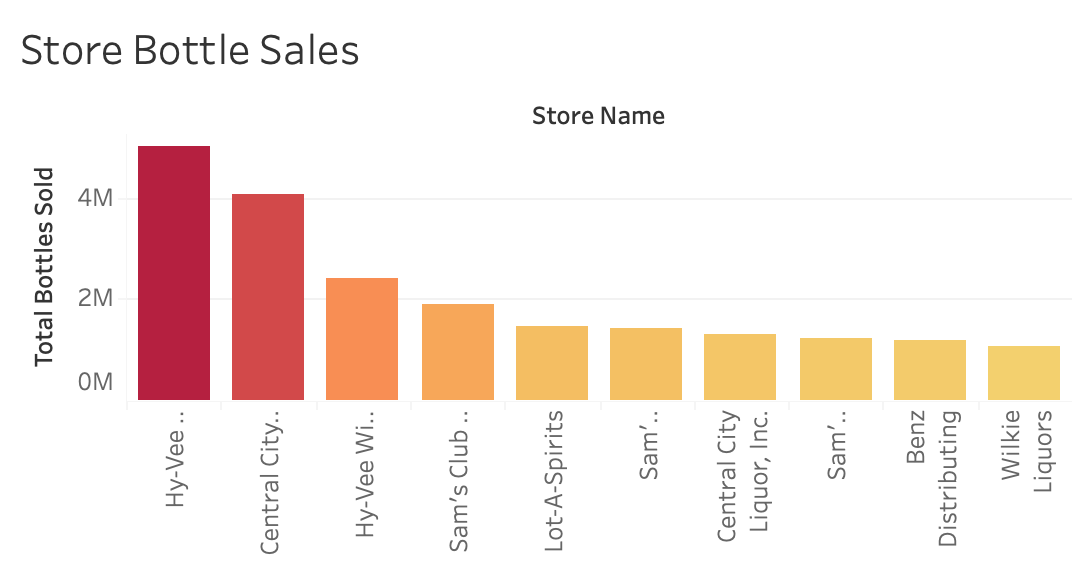 Store Bottle Sales
Store Name
Total Bottles Sold
4M
2M
0M
Hy-Vee ..
Central City..
Hy-Vee Wi..
Sam's Club ..
Lot-A-Spirits
Sam'..
Central City
Liquor, Inc.
Sam'..
Benz
Distributing
Wilkie
Liquors